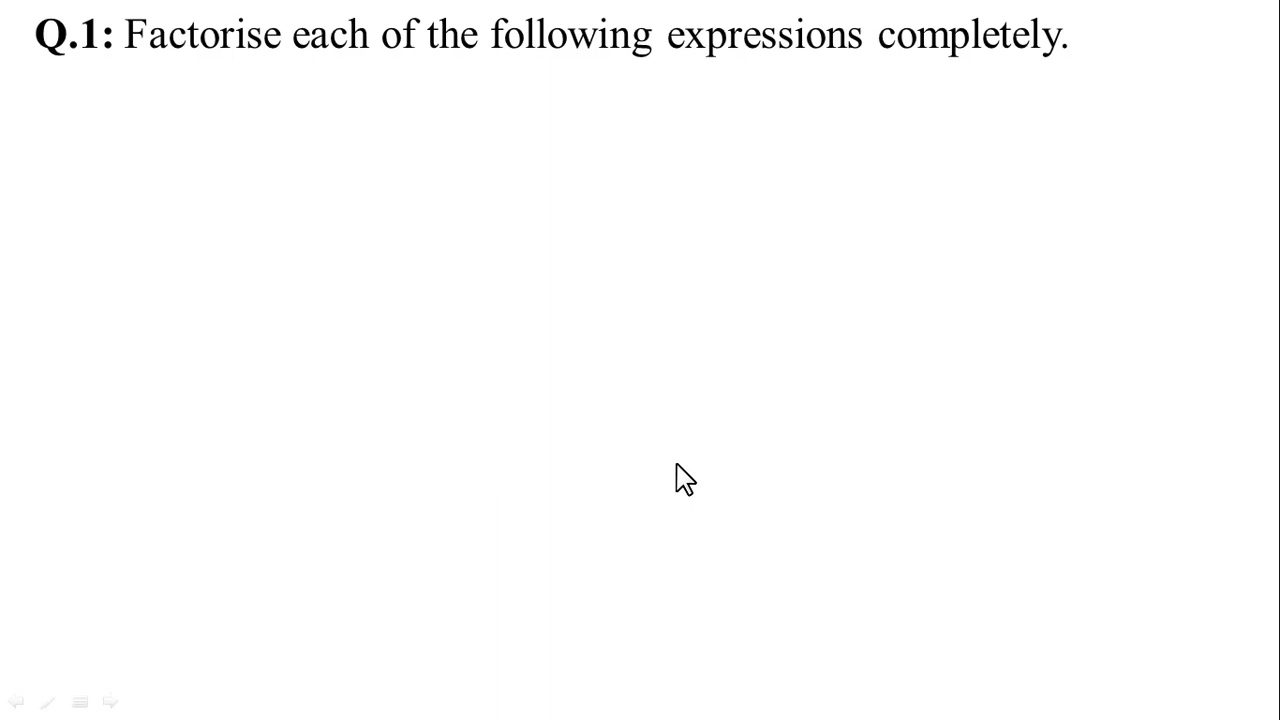 Q.1: Factorise each of the following expressions completely.